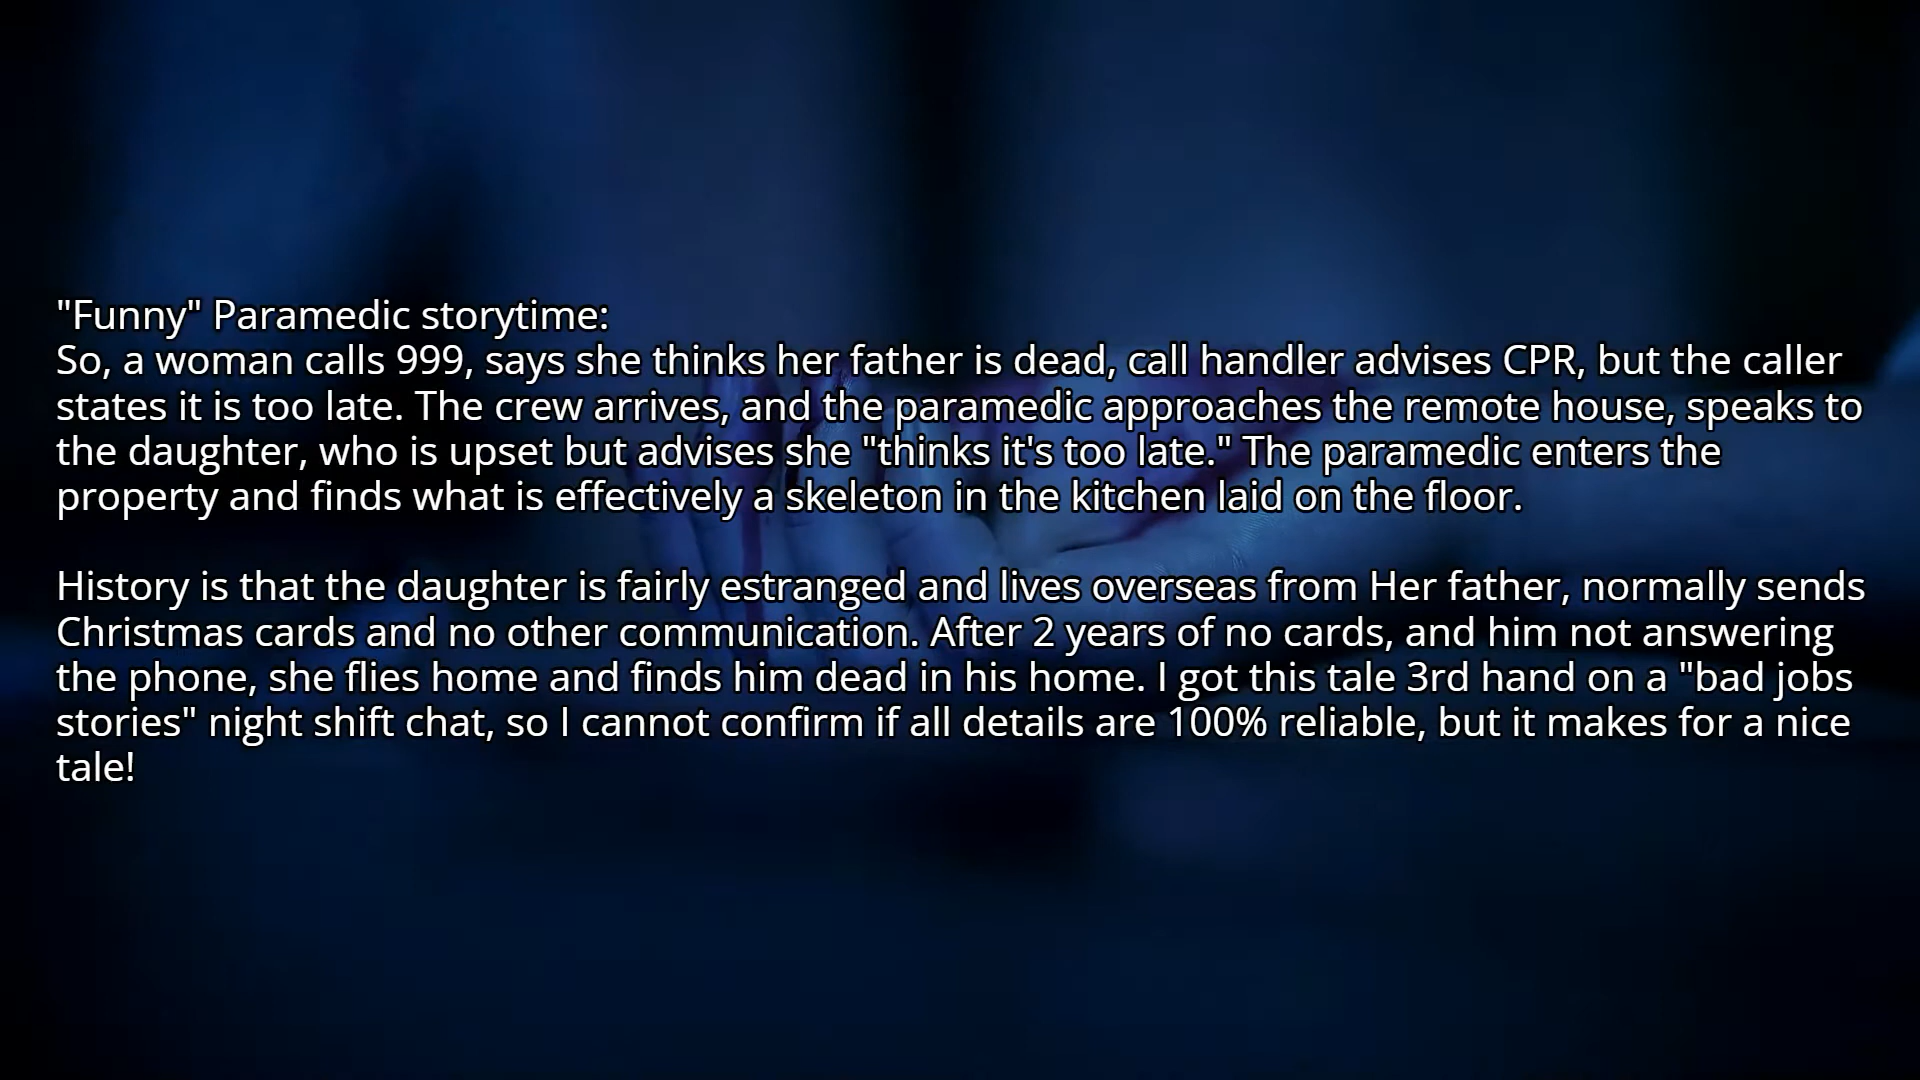 "Funny" Paramedic storytime:
So, a woman calls 999, says she thinks her father is dead, call handler advises CPR, but the caller
states it is too late. The crew arrives, and the paramedic approaches the remote house, speaks to
the daughter, who is upset but advises she "thinks it's too late." The paramedic enters the
property and finds what is effectively a skeleton in the kitchen laid on the floor.

History is that the daughter is fairly estranged and lives overseas from Her father, normally sends
Christmas cards and no other communication. After 2 years of no cards, and him not answering
the phone, she flies home and finds him dead in his home. I got this tale 3rd hand on a "bad jobs
stories" night shift chat, so I cannot confirm if all details are 100% reliable, but it makes for a nice
tale!